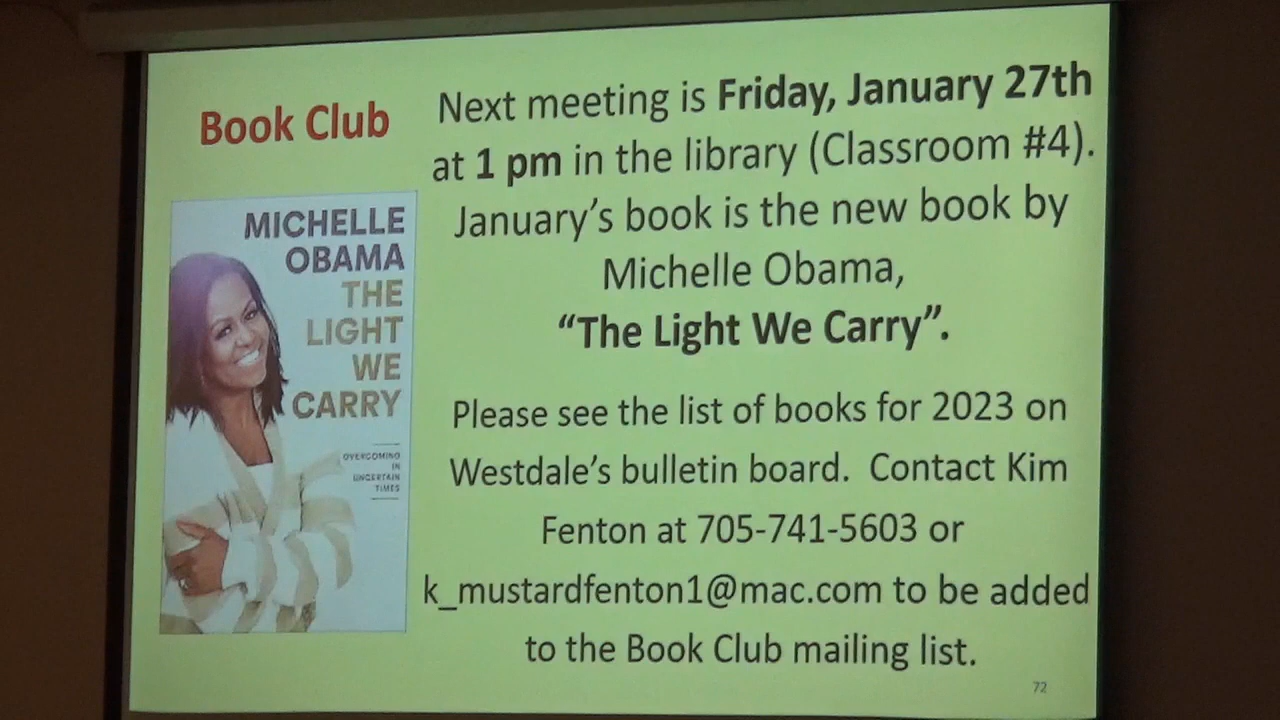 Book Club
MICHELLE
OBAMA
THE
LIGHT
WE
CARRY
OVERCOMING
IN
UNCERTAIN
TIMES
Next meeting is Friday, January 27th
at 1 pm in the library (Classroom #4).
January’s book is the new book by
Michelle Obama,
“The Light We Carry”.
Please see the list of books for 2023 on
Westdale’s bulletin board.  Contact Kim
Fenton at 705-741-5603 or
k_mustardfenton1@mac.com to be added
to the Book Club mailing list.
72